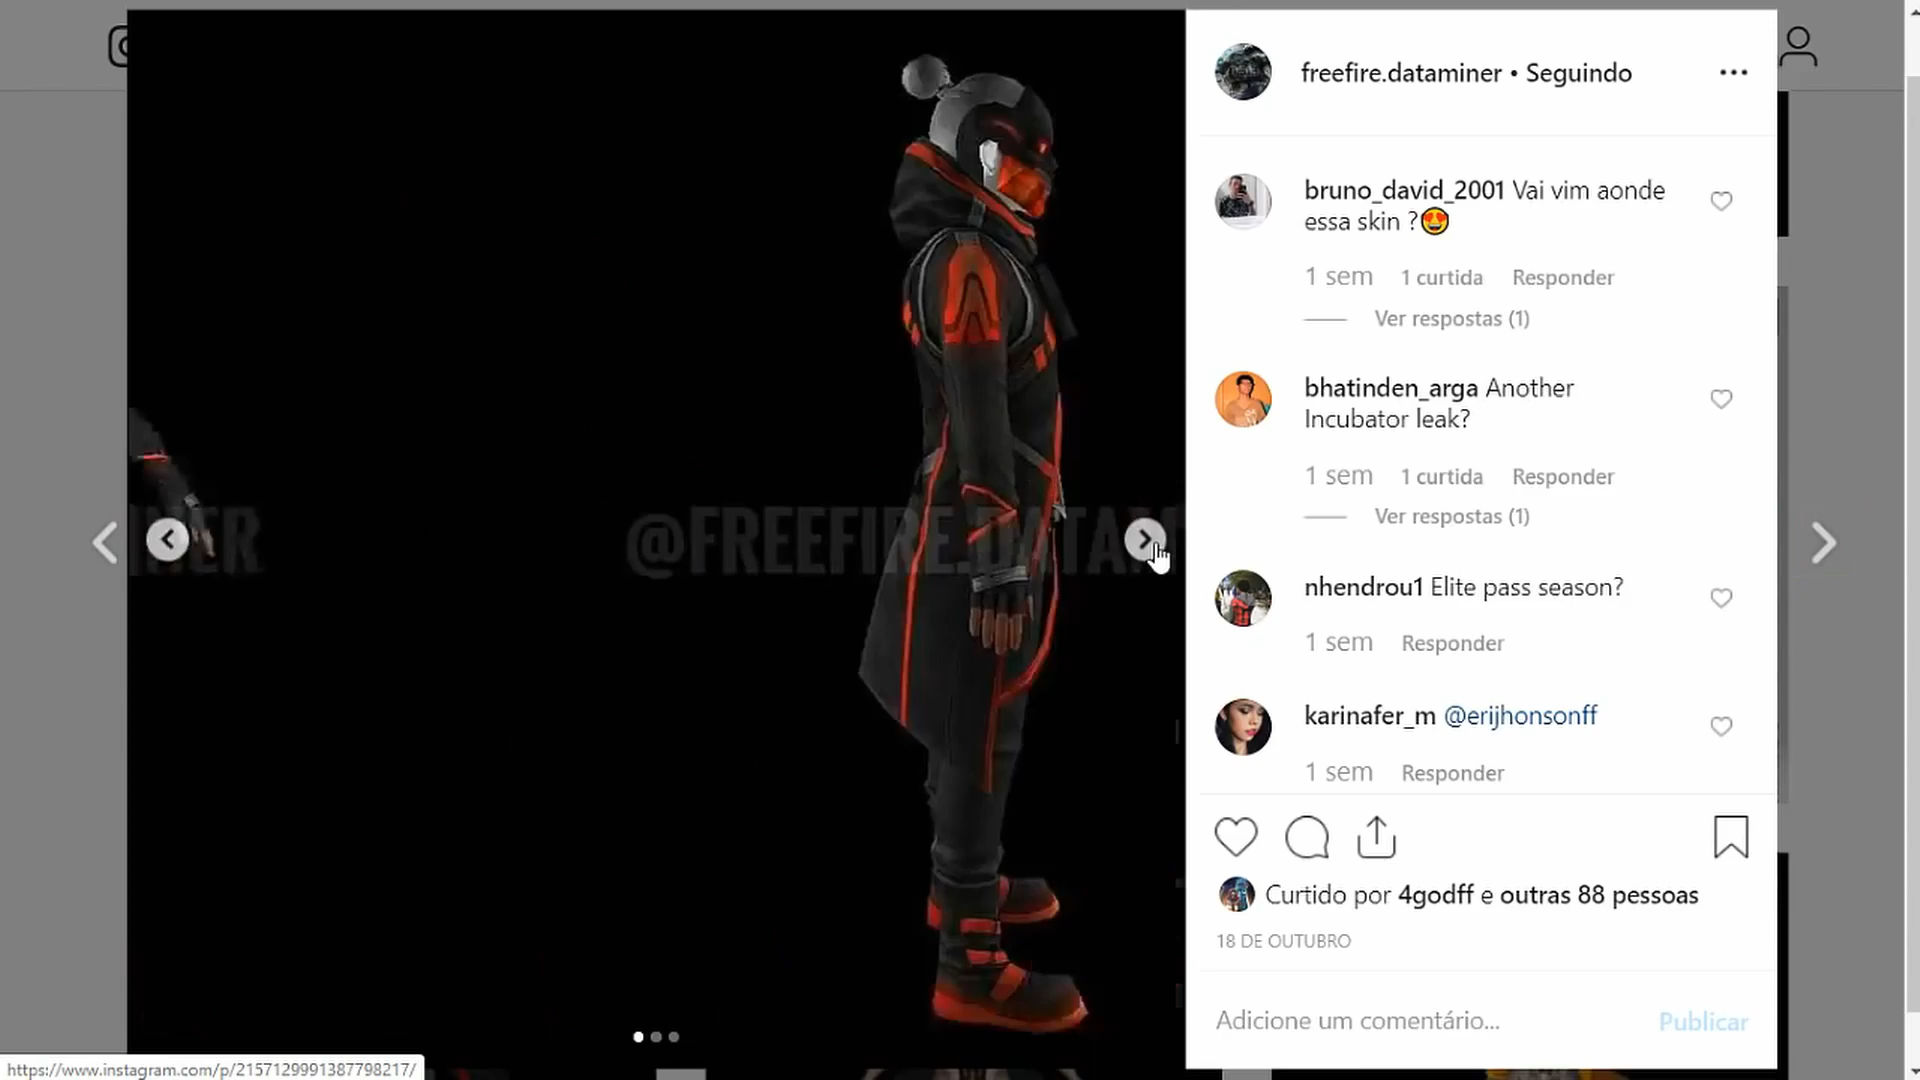 freefire.dataminer • Seguindo
bruno_david_2001 Vai vim aonde
essa skin ?😍
1 sem 1 curtida Responder
Ver respostas (1)
bhatinden_arga Another
Incubator leak?
1 sem 1 curtida Responder
Ver respostas (1)
nhendrou1 Elite pass season?
1 sem Responder
karinafer_m @erijhonsonff
1 sem Responder
Curtido por 4godff e outras 88 pessoas
18 DE OUTUBRO
Adicione um comentário... Publicar
INER @FREEFIRE.DATAM
https://www.instagram.com/p/2157129991387798217/